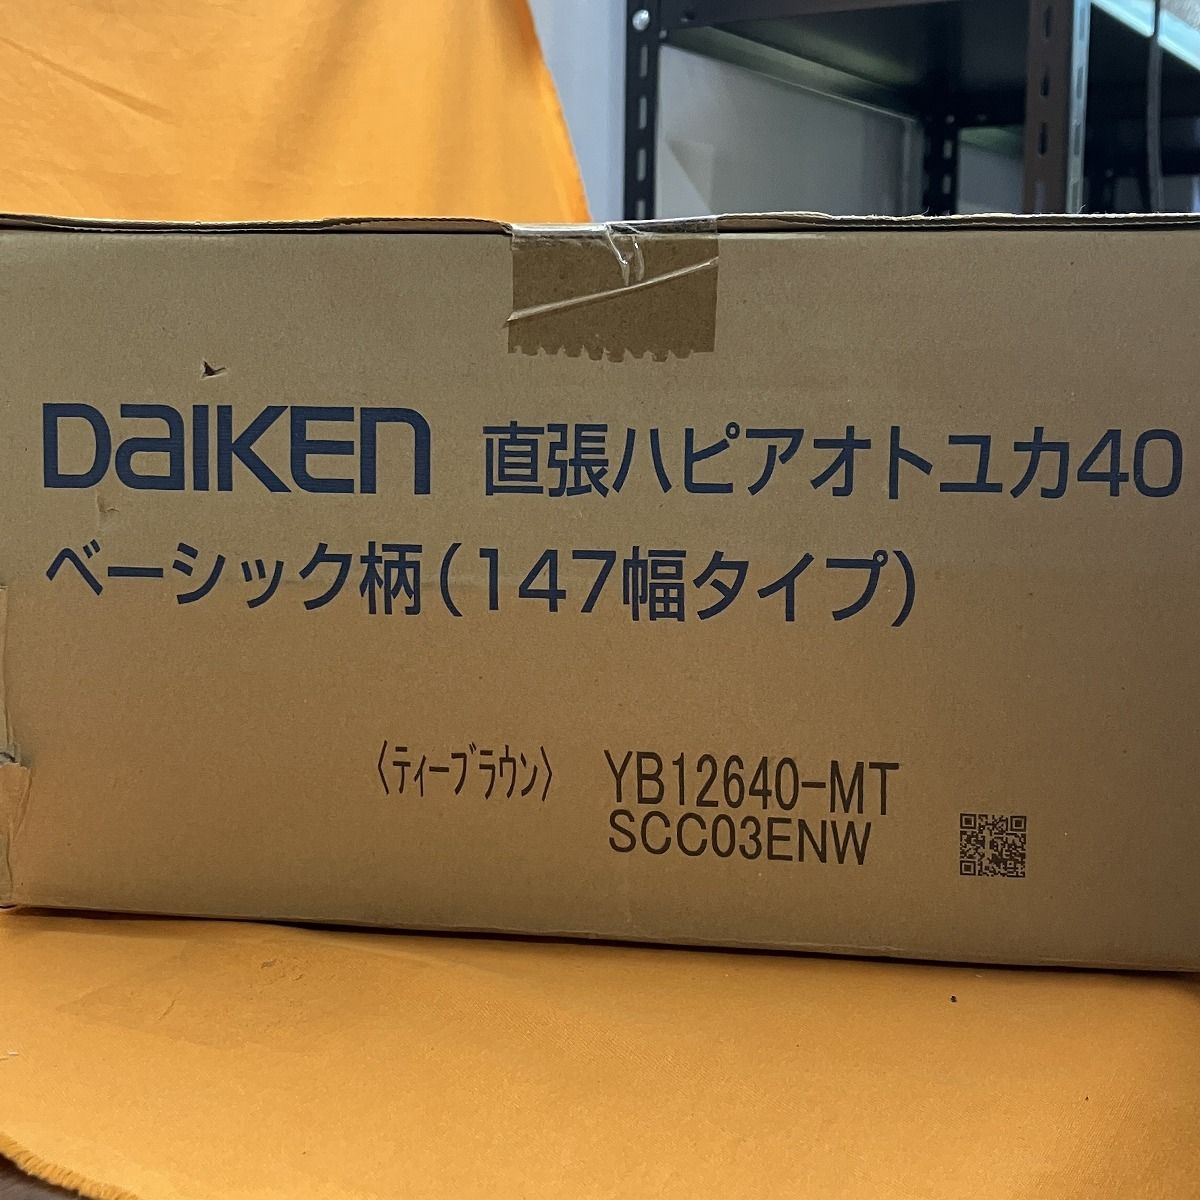 DAIKEN 直張ハピアオトユカ40
ベーシック柄(147幅タイプ)
〈ティーブラウン〉 YB12640-MT
SCC03ENW